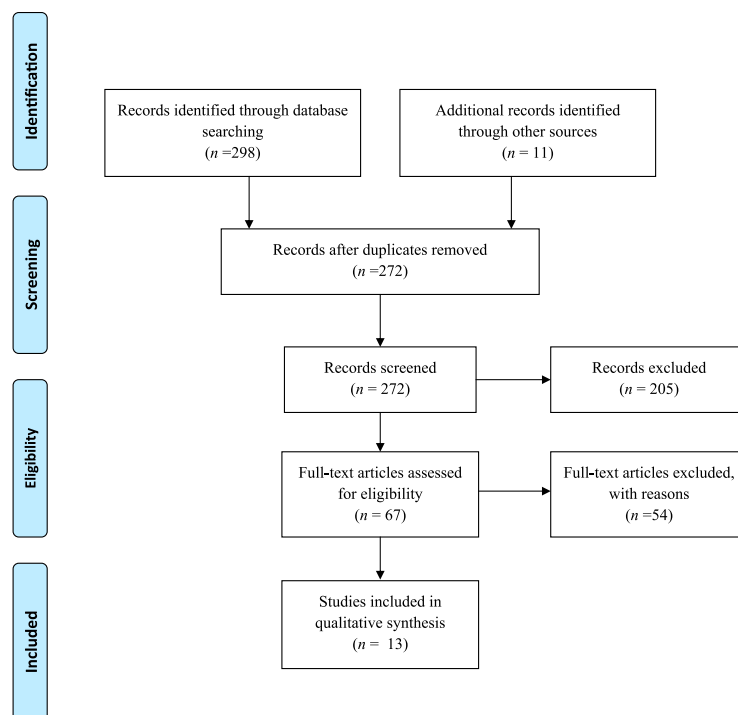 Identification
Records identified through database
searching
(n =298)
Additional records identified
through other sources
(n = 11)
Screening
Records after duplicates removed
(n =272)
Records screened
(n = 272)
Records excluded
(n = 205)
Eligibility
Full-text articles assessed
for eligibility
(n = 67)
Full-text articles excluded,
with reasons
(n =54)
Included
Studies included in
qualitative synthesis
(n = 13)